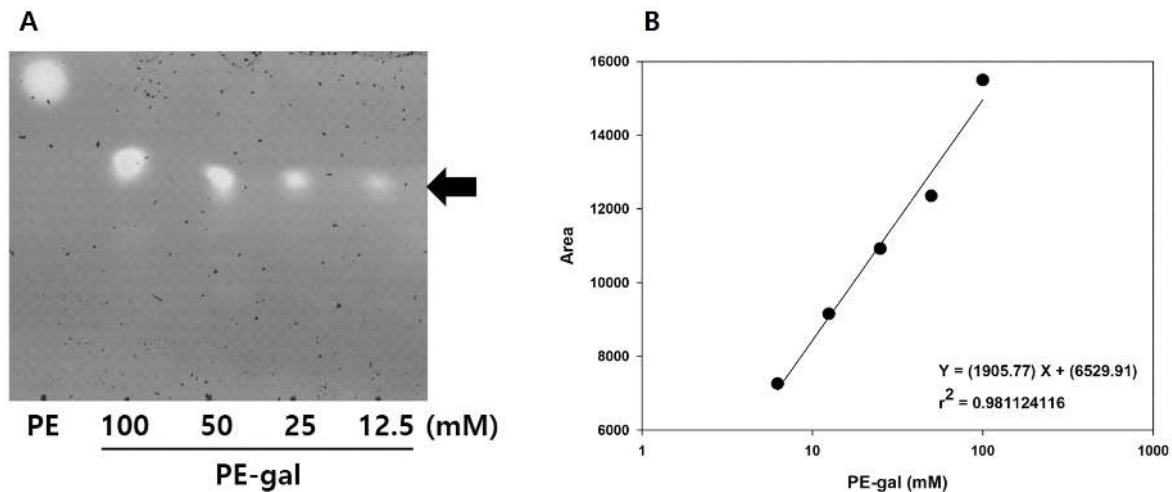 A
PE 100 50 25 12.5 (mM)
PE-gal
B
16000
14000
12000
10000
8000
6000
Area
1 10 100 1000
PE-gal (mM)
Y = (1905.77) X + (6529.91)
r2 = 0.981124116